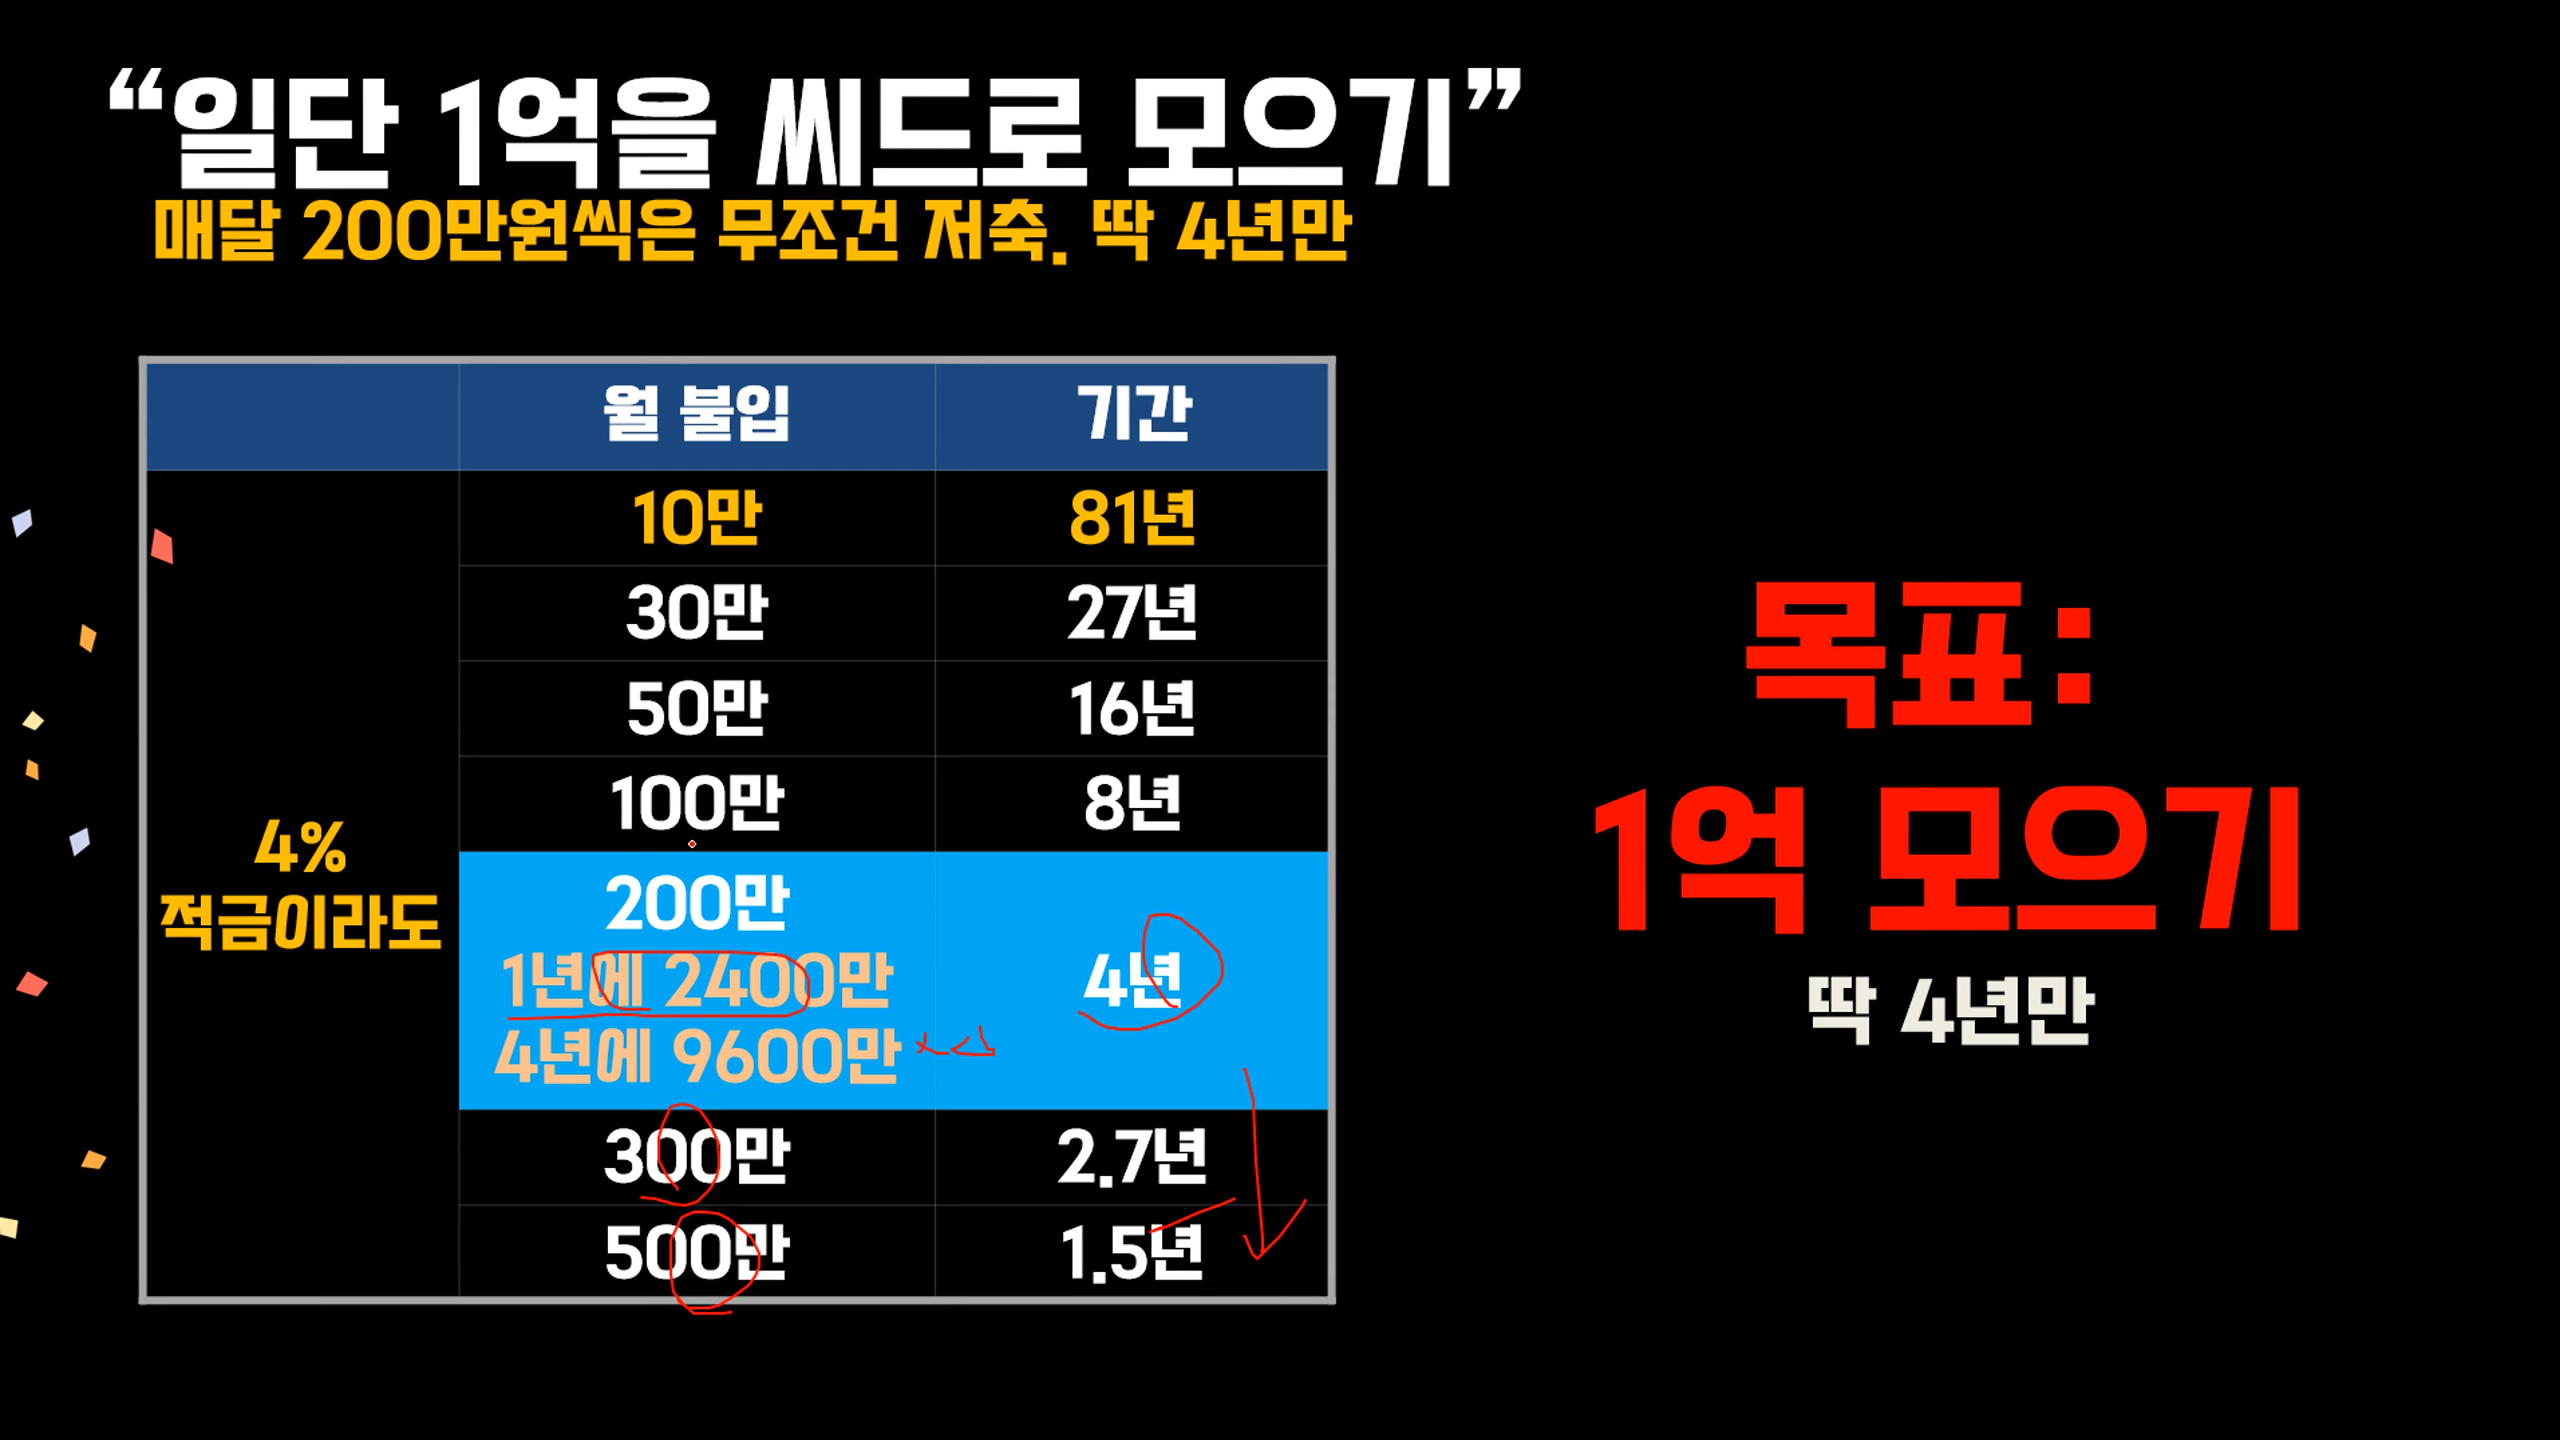 “일단 1억을 씨드로 모으기”
매달 200만원씩은 무조건 저축. 딱 4년만
월 불입 기간
4%
적금이라도
10만 81년
30만 27년
50만 16년
100만 8년
200만
1년에 2400만
4년에 9600만
4년
300만 2.7년
500만 1.5년
목표:
1억 모으기
딱 4년만